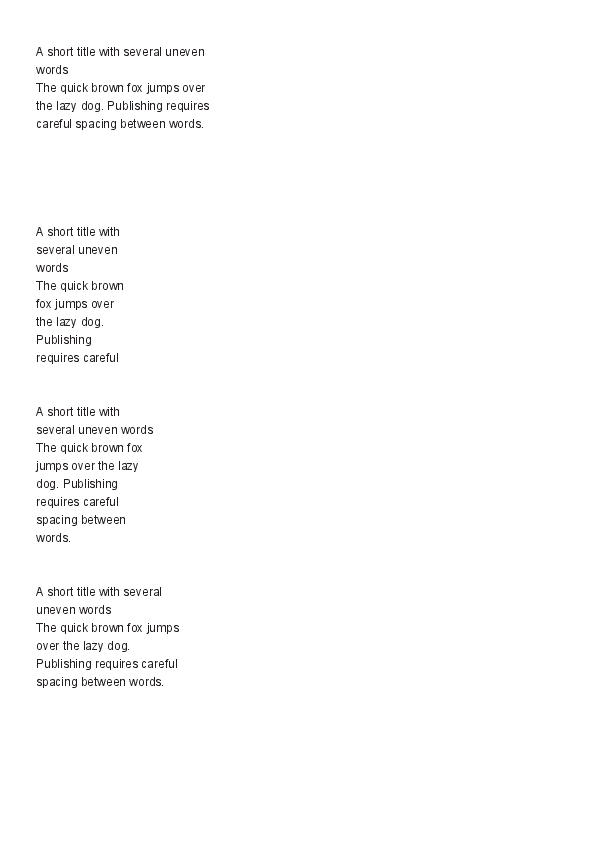 A short title with several uneven
words
The quick brown fox jumps over
the lazy dog. Publishing requires
careful spacing between words.
A short title with
several uneven
words
The quick brown
fox jumps over
the lazy dog.
Publishing
requires careful
A short title with
several uneven words
The quick brown fox
jumps over the lazy
dog. Publishing
requires careful
spacing between
words.
A short title with several
uneven words
The quick brown fox jumps
over the lazy dog.
Publishing requires careful
spacing between words.